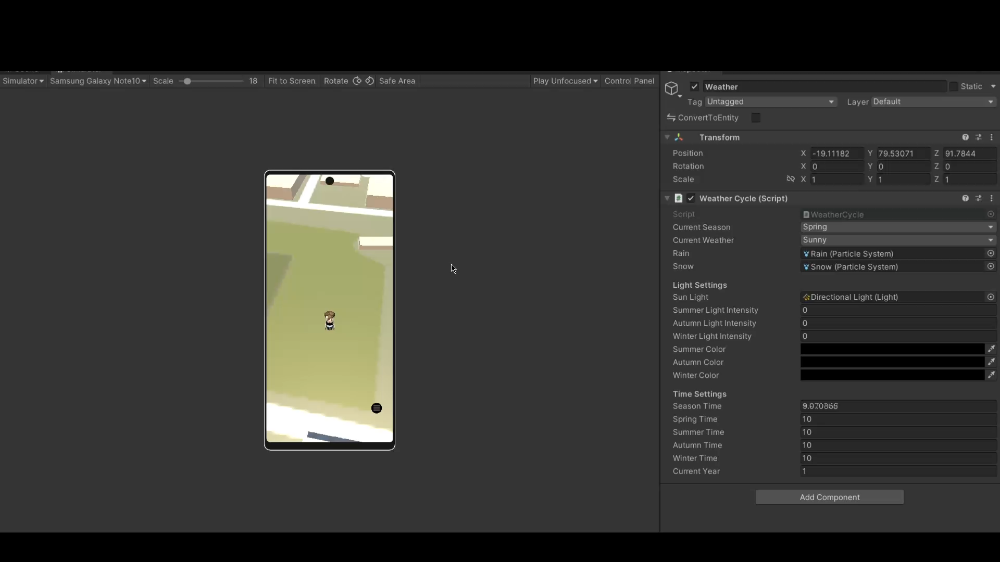 Simulator Samsung Galaxy Note10 Scale 18 Fit to Screen Rotate Safe Area Play Unfocused Control Panel
Weather Static
Tag Untagged Layer Default
ConvertToEntity
Transform
Position X -19.11182 Y 79.53071 Z 91.7844
Rotation X 0 Y 0 Z 0
Scale X 1 Y 1 Z 1
# Weather Cycle (Script)
Script WeatherCycle
Current Season Spring
Current Weather Sunny
Rain Rain (Particle System)
Snow Snow (Particle System)
Light Settings
Sun Light Directional Light (Light)
Summer Light Intensity 0
Autumn Light Intensity 0
Winter Light Intensity 0
Summer Color
Autumn Color
Winter Color
Time Settings
Season Time
Spring Time 10
Summer Time 10
Autumn Time 10
Winter Time 10
Current Year 1
Add Component